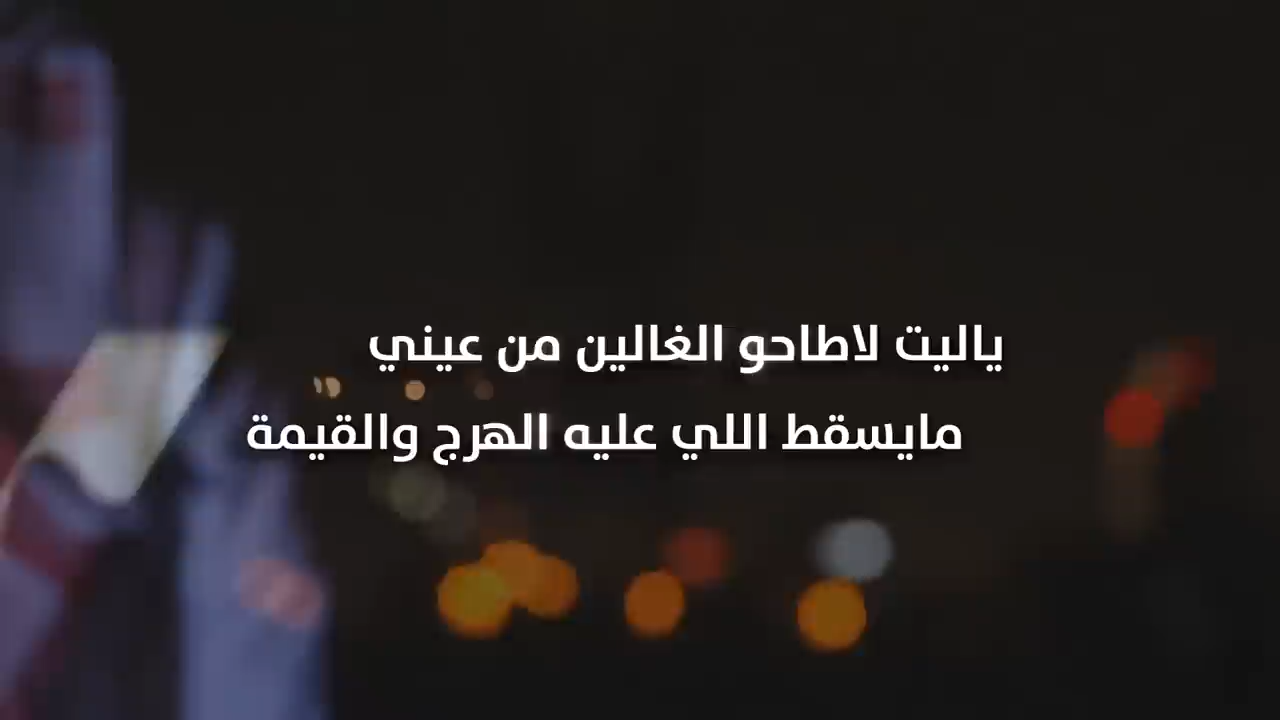 ياليت لاطاحو الغالين من عيني
مايسقط اللي عليه الهرج والقيمة